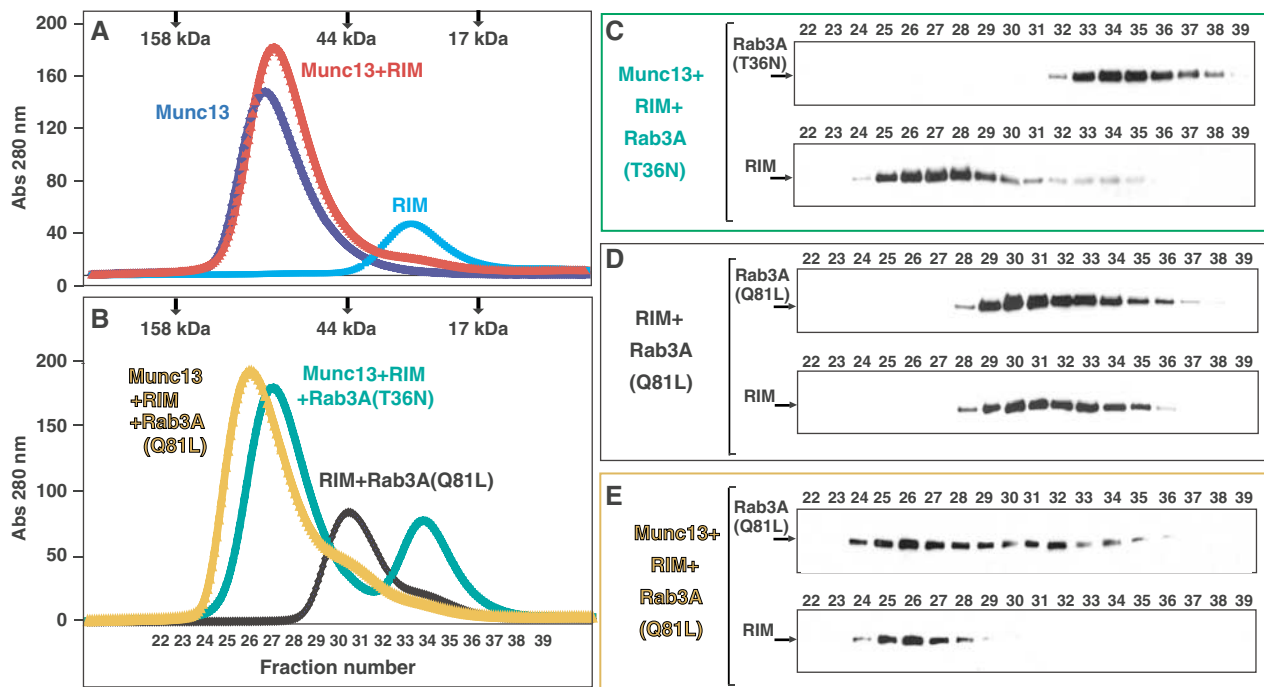 A
158 kDa 44 kDa 17 kDa
200
160
120
80
40
0
Abs 280 nm
Munc13+RIM
Munc13
RIM
B
158 kDa 44 kDa 17 kDa
200
150
100
50
0
Abs 280 nm
Munc13
+RIM
+Rab3A
(Q81L)
Munc13+RIM
+Rab3A(T36N)
RIM+Rab3A(Q81L)
22 23 24 25 26 27 28 29 30 31 32 33 34 35 36 37 38 39
Fraction number
C
Munc13+
RIM+
Rab3A
(T36N)
22 23 24 25 26 27 28 29 30 31 32 33 34 35 36 37 38 39
Rab3A
(T36N)
22 23 24 25 26 27 28 29 30 31 32 33 34 35 36 37 38 39
RIM
D
RIM+
Rab3A
(Q81L)
22 23 24 25 26 27 28 29 30 31 32 33 34 35 36 37 38 39
Rab3A
(Q81L)
22 23 24 25 26 27 28 29 30 31 32 33 34 35 36 37 38 39
RIM
E
Munc13+
RIM+
Rab3A
(Q81L)
22 23 24 25 26 27 28 29 30 31 32 33 34 35 36 37 38 39
Rab3A
(Q81L)
22 23 24 25 26 27 28 29 30 31 32 33 34 35 36 37 38 39
RIM